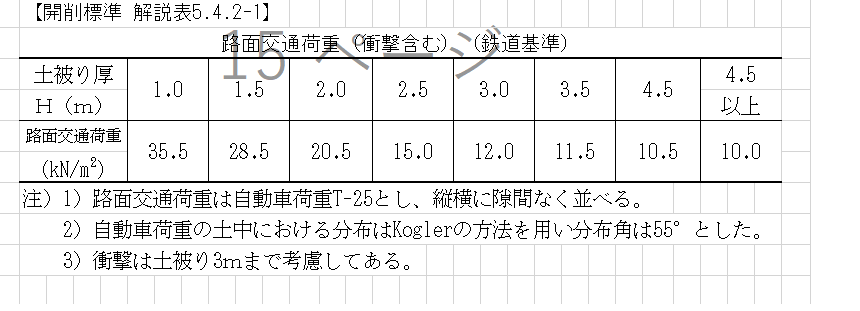 【開削標準 解説表5.4.2-1】
路面交通荷重（衝撃含む）（鉄道基準）
15 ページ
土被り厚 H（m） 1.0 1.5 2.0 2.5 3.0 3.5 4.5 4.5以上
路面交通荷重 (kN/m²) 35.5 28.5 20.5 15.0 12.0 11.5 10.5 10.0
注）1）路面交通荷重は自動車荷重T-25とし、縦横に隙間なく並べる。
2）自動車荷重の土中における分布はKoglerの方法を用い分布角は55°とした。
3）衝撃は土被り3mまで考慮してある。